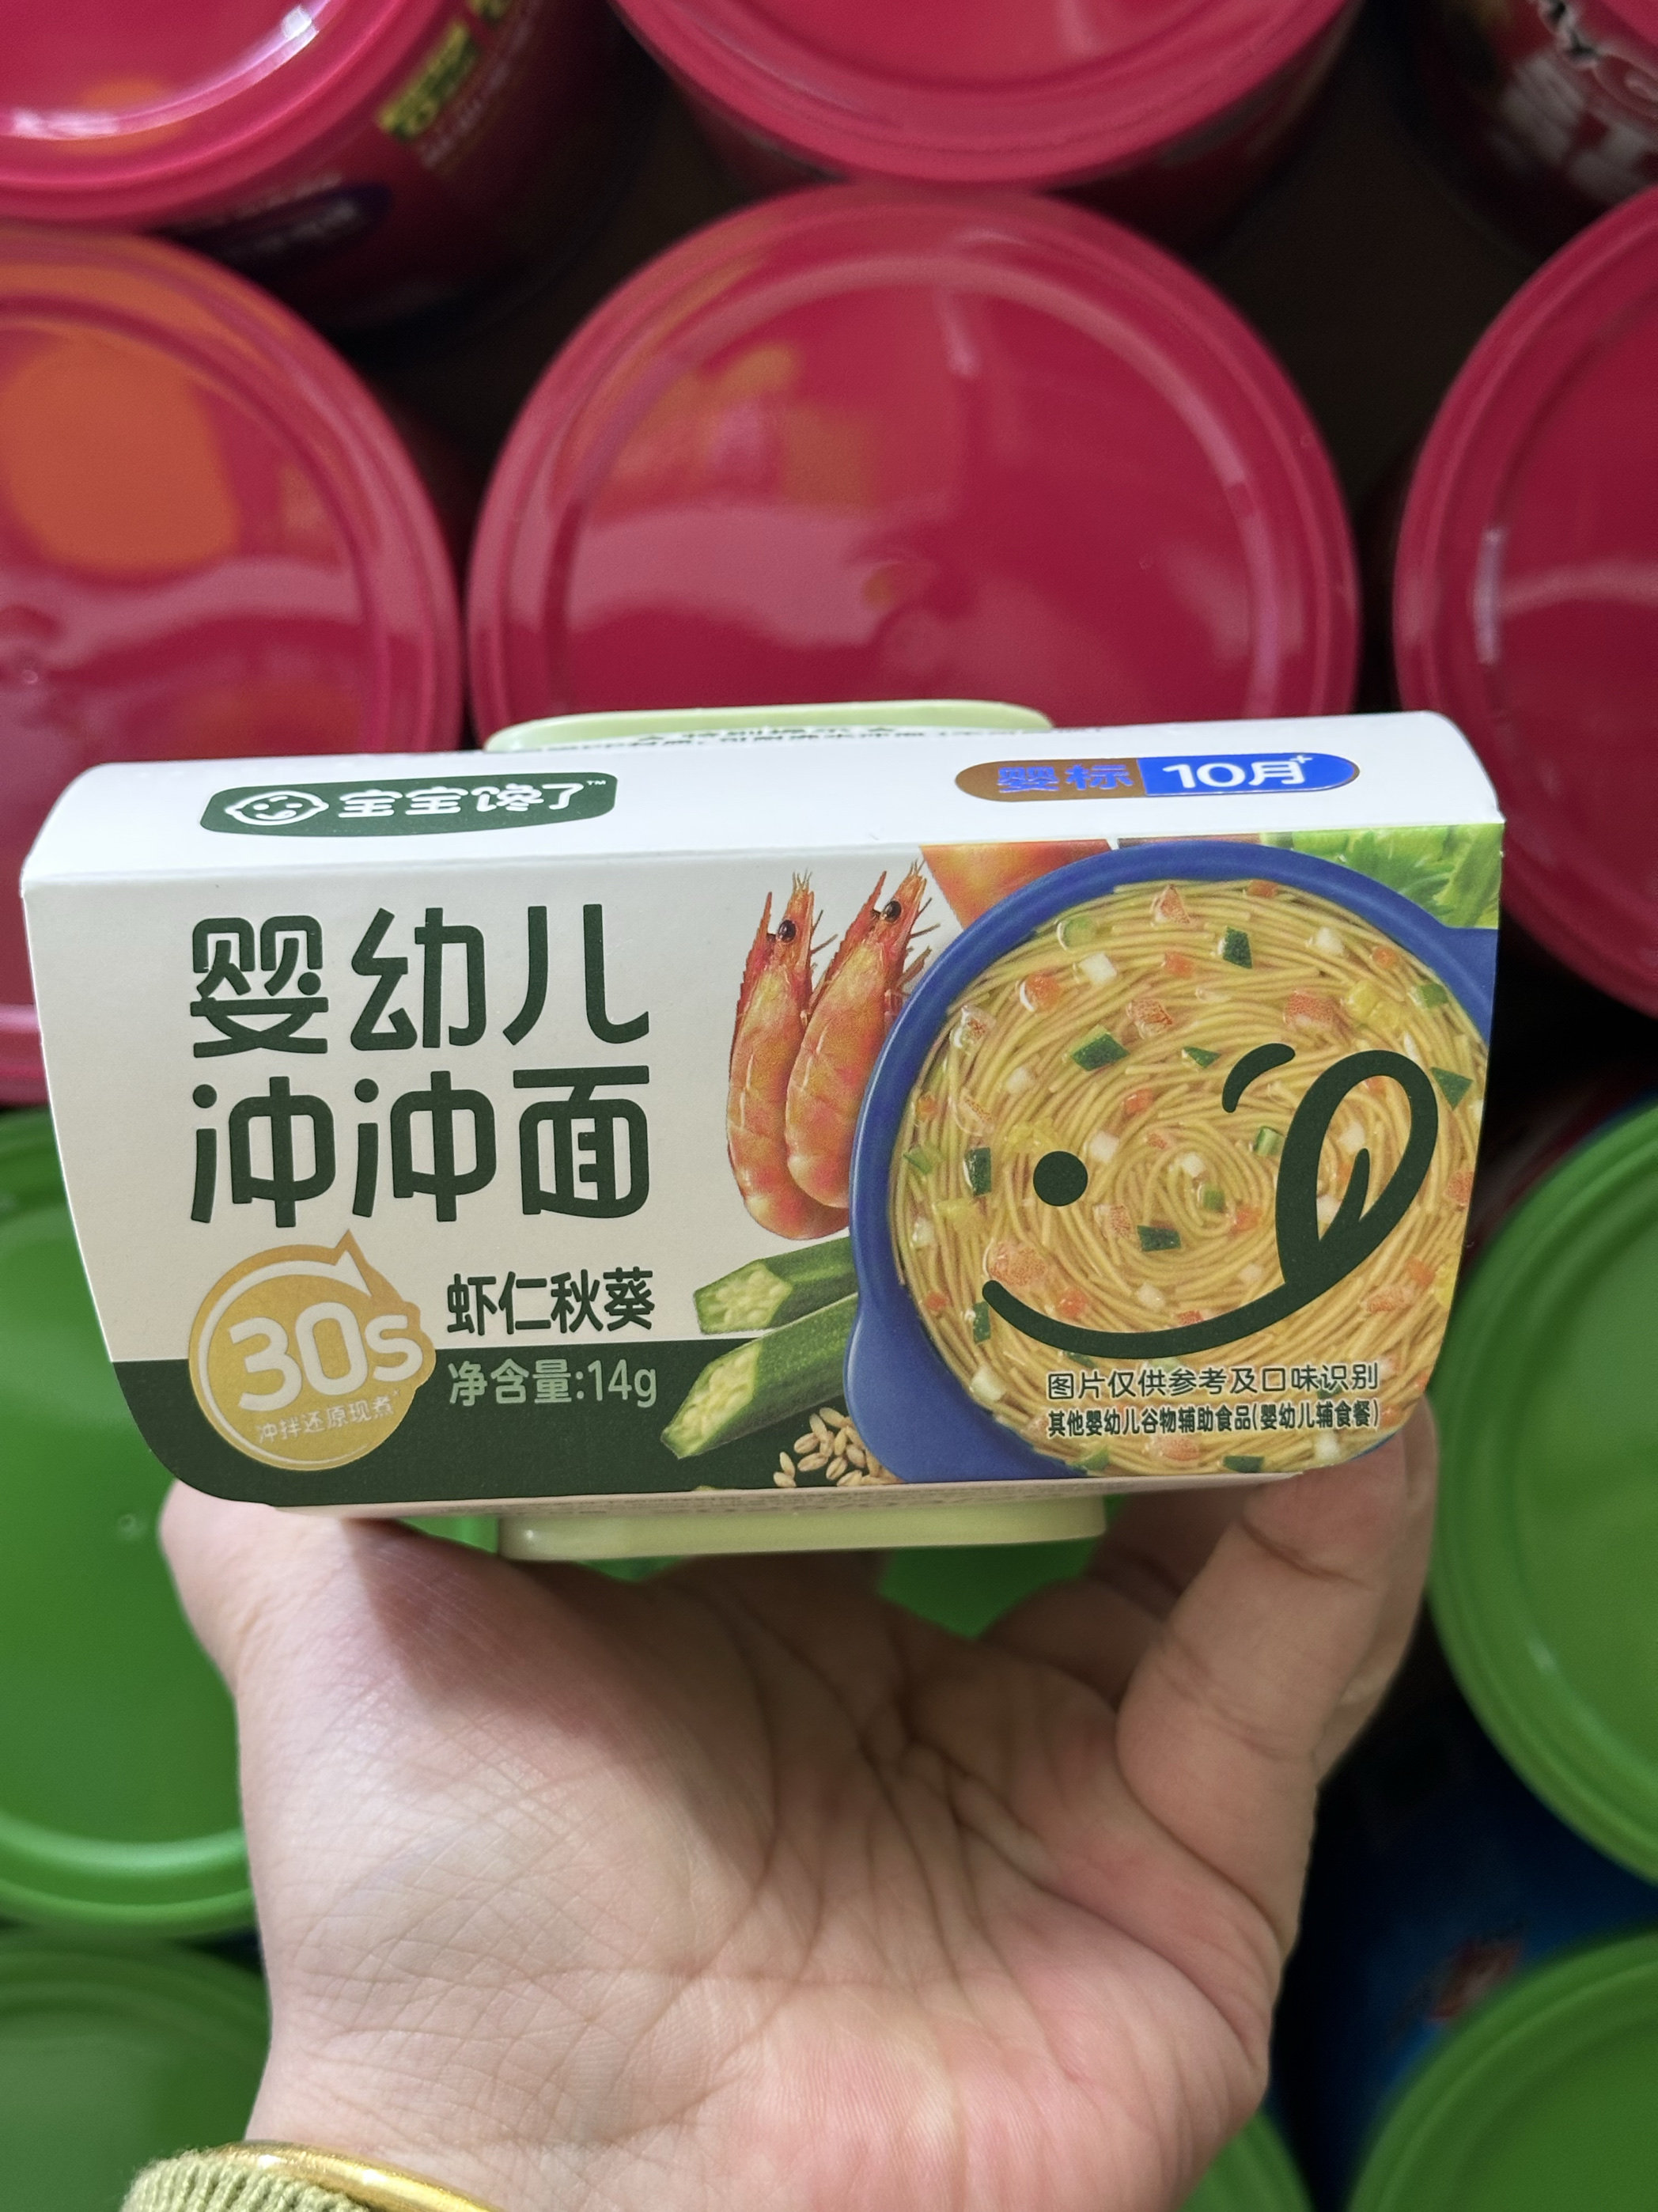 宝宝馋了™
婴标 10月+
婴幼儿
冲冲面
30s
冲拌还原现煮
虾仁秋葵
净含量:14g
图片仅供参考及口味识别
其他婴幼儿谷物辅助食品(婴幼儿辅食餐)